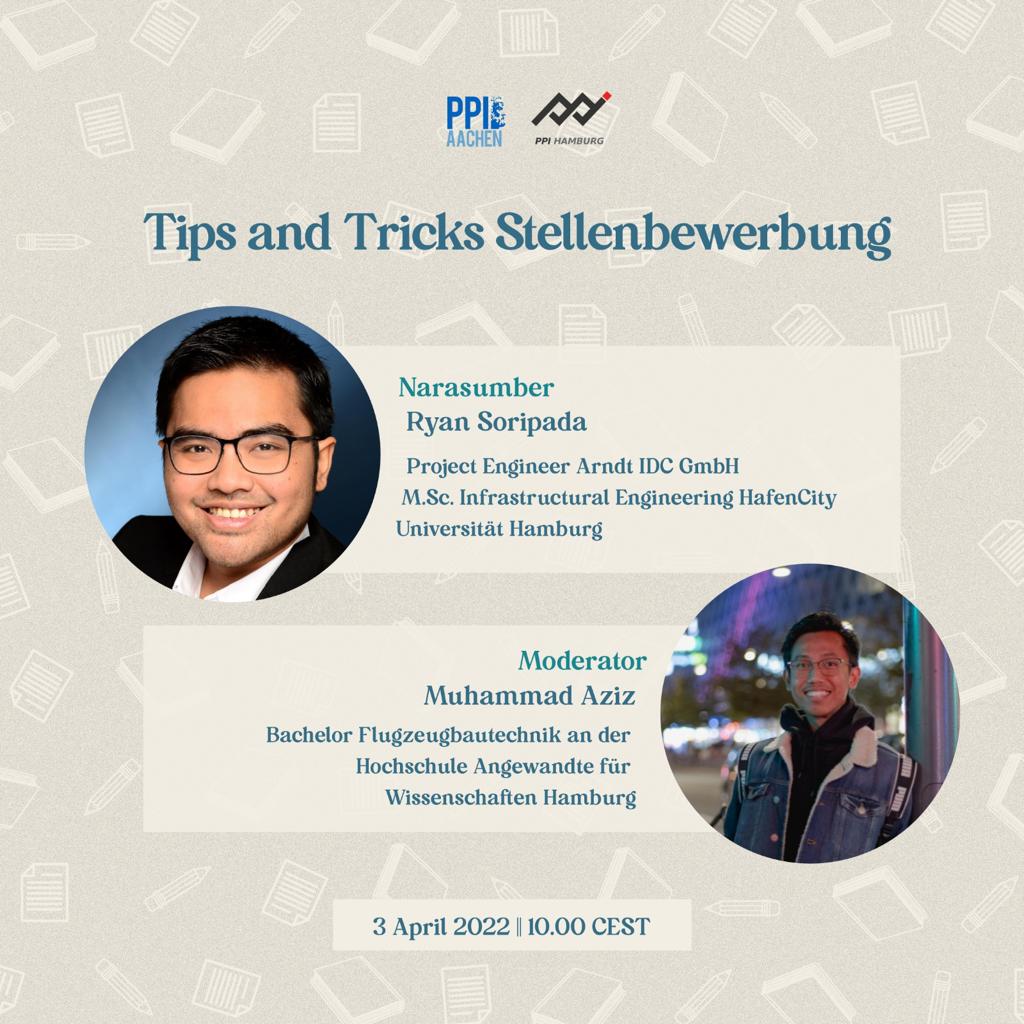 PPI
AACHEN
ppi
PPI HAMBURG
Tips and Tricks Stellenbewerbung
Narasumber
Ryan Soripada
Project Engineer Arndt IDC GmbH
M.Sc. Infrastructural Engineering HafenCity
Universität Hamburg
Moderator
Muhammad Aziz
Bachelor Flugzeugbautechnik an der
Hochschule Angewandte für
Wissenschaften Hamburg
3 April 2022 || 10.00 CEST